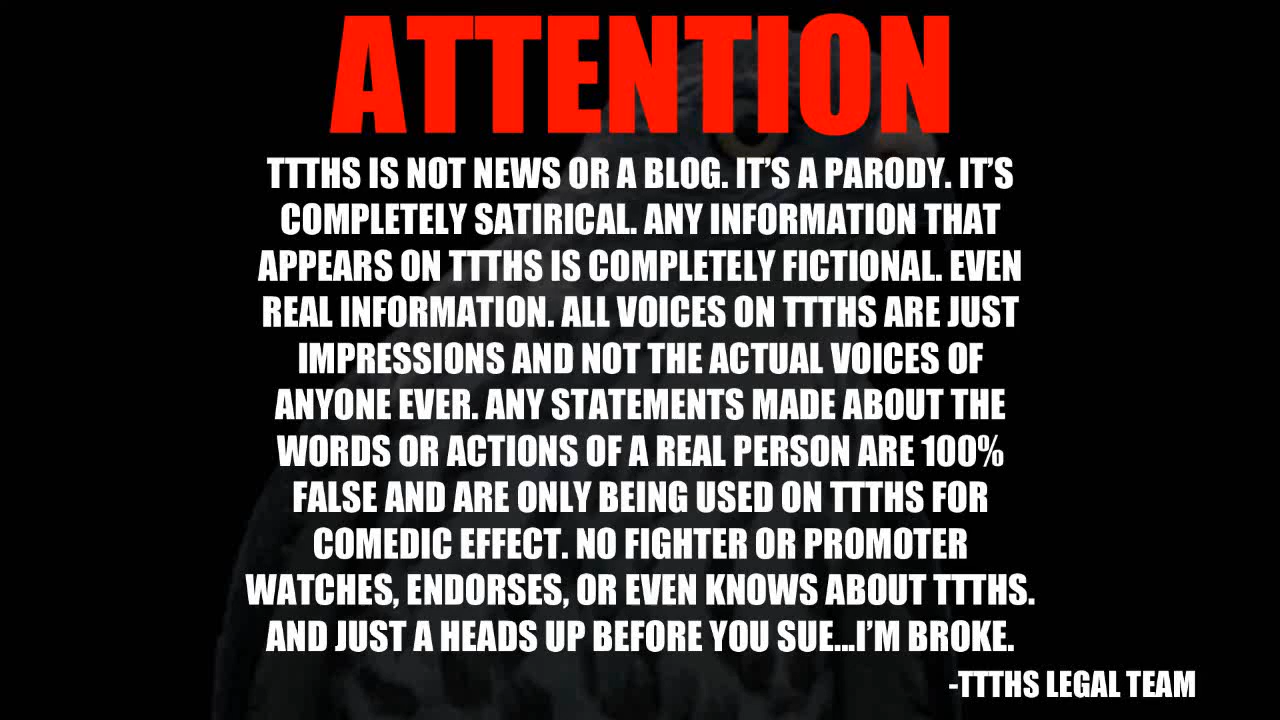 ATTENTION
TTTHS IS NOT NEWS OR A BLOG. IT'S A PARODY. IT'S
COMPLETELY SATIRICAL. ANY INFORMATION THAT
APPEARS ON TTTHS IS COMPLETELY FICTIONAL. EVEN
REAL INFORMATION. ALL VOICES ON TTTHS ARE JUST
IMPRESSIONS AND NOT THE ACTUAL VOICES OF
ANYONE EVER. ANY STATEMENTS MADE ABOUT THE
WORDS OR ACTIONS OF A REAL PERSON ARE 100%
FALSE AND ARE ONLY BEING USED ON TTTHS FOR
COMEDIC EFFECT. NO FIGHTER OR PROMOTER
WATCHES, ENDORSES, OR EVEN KNOWS ABOUT TTTHS.
AND JUST A HEADS UP BEFORE YOU SUE...I'M BROKE.
-TTTHS LEGAL TEAM